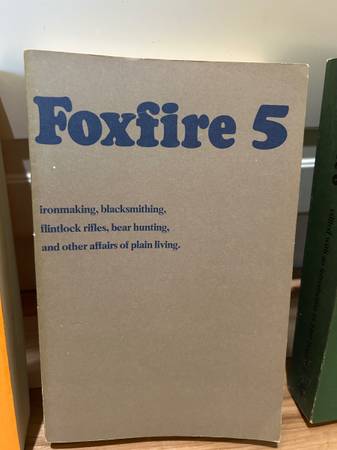 Foxfire 5
ironmaking, blacksmithing,
flintlock rifles, bear hunting,
and other affairs of plain living.